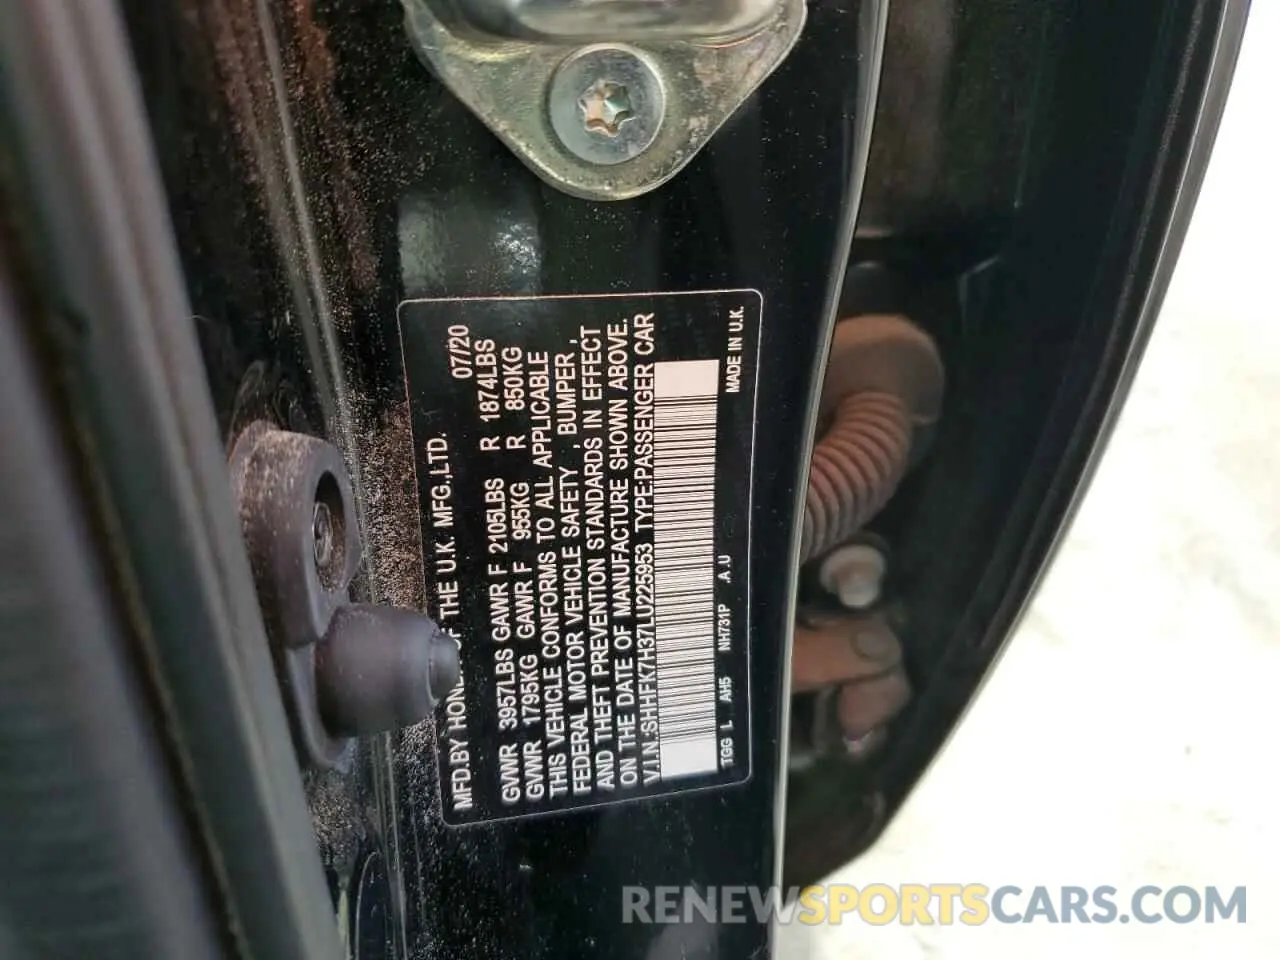 MFD.BY HON OF THE U.K. MFG.,LTD.
07/20
GVWR 3957LBS GAWR F 2105LBS R 1874LBS
GVWR 1795KG GAWR F 955KG R 850KG
THIS VEHICLE CONFORMS TO ALL APPLICABLE
FEDERAL MOTOR VEHICLE SAFETY , BUMPER ,
AND THEFT PREVENTION STANDARDS IN EFFECT
ON THE DATE OF MANUFACTURE SHOWN ABOVE.
V.I.N.:SHHFK7H37LU225953 TYPE:PASSENGER CAR
TGG L AH5 NH731P .A.U MADE IN U.K.
RENEWSPORTSCARS.COM